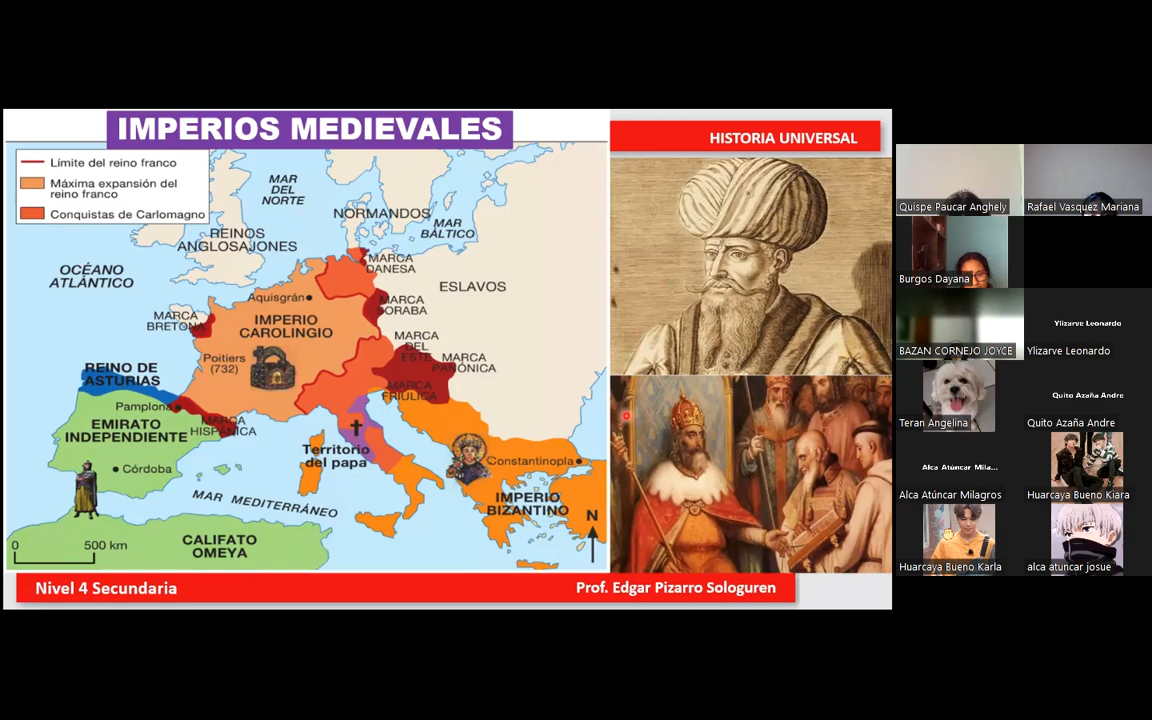 IMPERIOS MEDIEVALES
Límite del reino franco
Máxima expansión del
reino franco
Conquistas de Carlomagno
MAR
DEL
NORTE
NORMANDOS
MAR
BÁLTICO
REINOS
ANGLOSAJONES
OCÉANO
ATLÁNTICO
MARCA
DANESA
ESLAVOS
Aquisgrán
MARCA
SORABA
MARCA
BRETONA
IMPERIO
CAROLINGIO
MARCA
DEL
ESTE
MARCA
PANÓNICA
Poitiers
(732)
REINO DE
ASTURIAS
MARCA
FRIULICA
Pamplona
MARCA
HISPÁNICA
EMIRATO
INDEPENDIENTE
Territorio
del papa
Córdoba
Constantinopla
MAR MEDITERRÁNEO
IMPERIO
BIZANTINO
N
CALIFATO
OMEYA
0 500 km
HISTORIA UNIVERSAL
Nivel 4 Secundaria
Prof. Edgar Pizarro Sologuren
Quispe Paucar Anghely
Rafael Vasquez Mariana
Burgos Dayana
BAZAN CORNEJO JOYCE
Ylizarve Leonardo
Ylizarve Leonardo
Teran Angelina
Quito Azaña Andre
Quito Azaña Andre
Alca Atúncar Mila...
Alca Atúncar Milagros
Huarcaya Bueno Kiara
Huarcaya Bueno Karla
alca atuncar josue